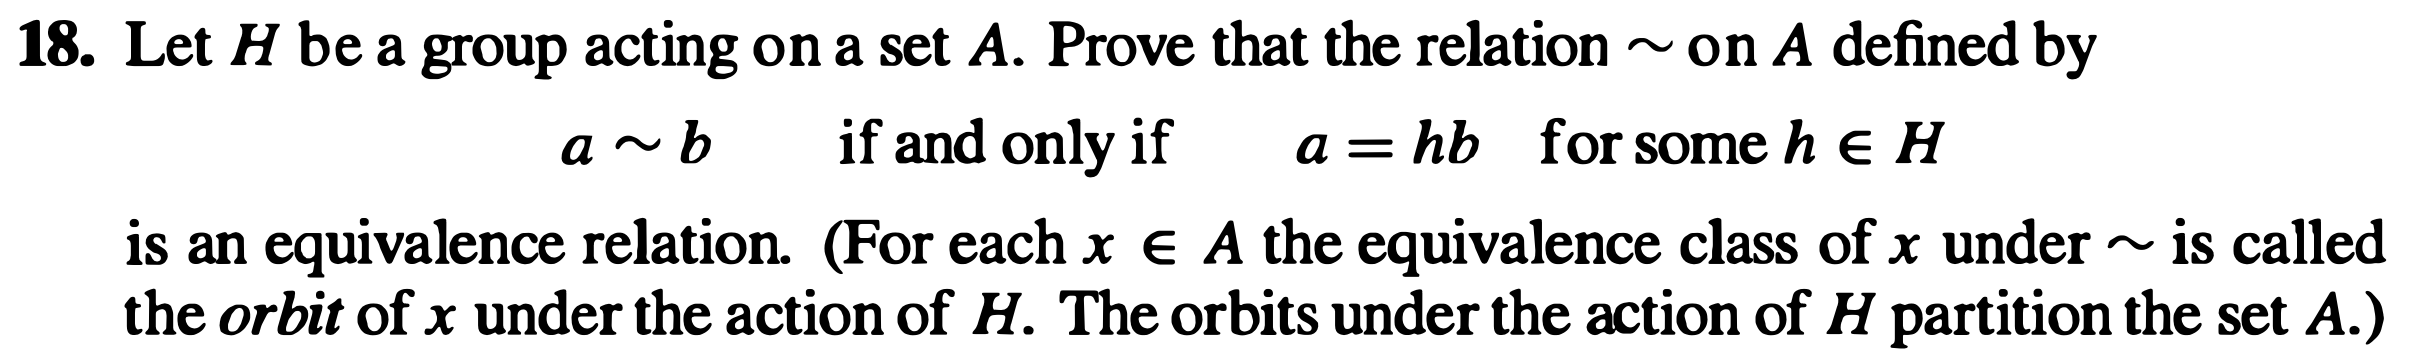 18. Let H be a group acting on a set A. Prove that the relation ∼ on A defined by
a ∼ b if and only if a = hb for some h ∈ H
is an equivalence relation. (For each x ∈ A the equivalence class of x under ∼ is called
the orbit of x under the action of H. The orbits under the action of H partition the set A.)